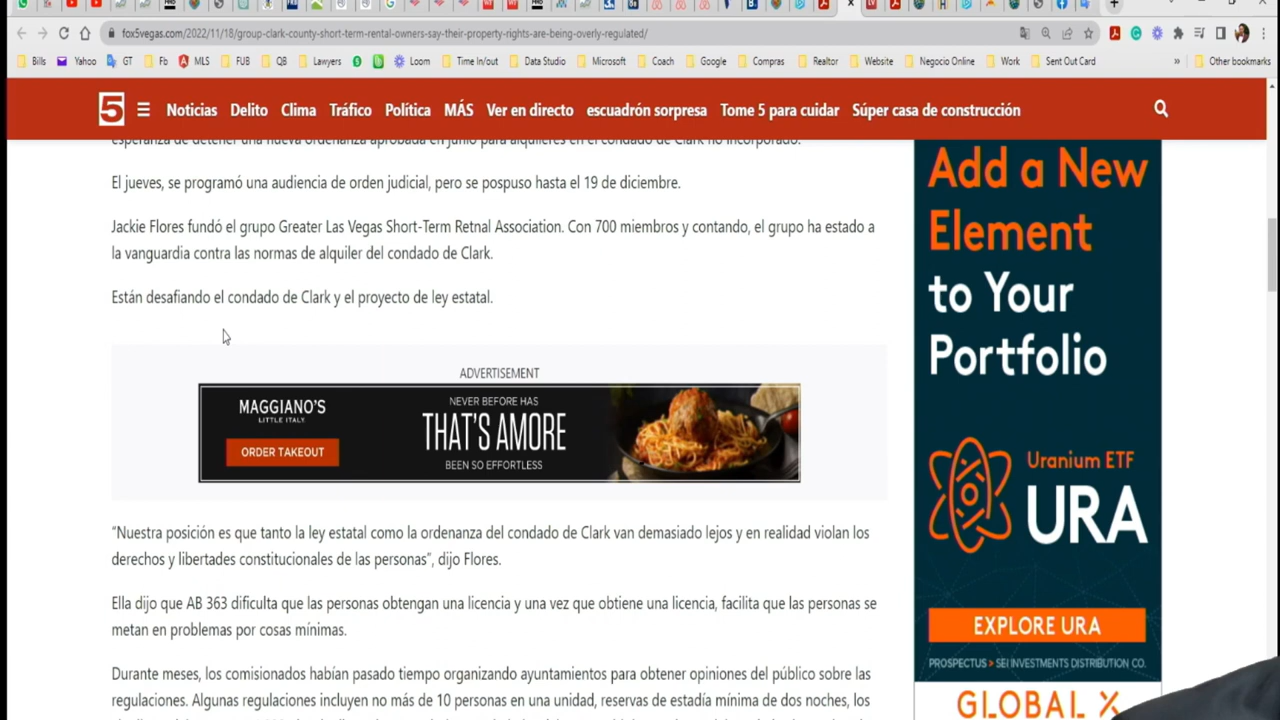 fox5vegas.com/2022/11/18/group-clark-county-short-term-rental-owners-say-their-property-rights-are-being-overly-regulated/
Bills Yahoo GT Fb MLS FUB QB Lawyers Loom Time In/out Data Studio Microsoft Coach Google Compras Realtor Website Negocio Online Work Sent Out Card » Other bookmarks
5 Noticias Delito Clima Tráfico Política MÁS Ver en directo escuadrón sorpresa Tome 5 para cuidar Súper casa de construcción
esperanza de detener una nueva ordenanza aprobada en junio para alquileres en el condado de Clark no incorporado.
El jueves, se programó una audiencia de orden judicial, pero se pospuso hasta el 19 de diciembre.
Jackie Flores fundó el grupo Greater Las Vegas Short-Term Retnal Association. Con 700 miembros y contando, el grupo ha estado a
la vanguardia contra las normas de alquiler del condado de Clark.
Están desafiando el condado de Clark y el proyecto de ley estatal.
ADVERTISEMENT
MAGGIANO'S
LITTLE ITALY.
ORDER TAKEOUT
NEVER BEFORE HAS
THAT'S AMORE
BEEN SO EFFORTLESS
“Nuestra posición es que tanto la ley estatal como la ordenanza del condado de Clark van demasiado lejos y en realidad violan los
derechos y libertades constitucionales de las personas”, dijo Flores.
Ella dijo que AB 363 dificulta que las personas obtengan una licencia y una vez que obtiene una licencia, facilita que las personas se
metan en problemas por cosas mínimas.
Durante meses, los comisionados habían pasado tiempo organizando ayuntamientos para obtener opiniones del público sobre las
regulaciones. Algunas regulaciones incluyen no más de 10 personas en una unidad, reservas de estadía mínima de dos noches, los
Add a New
Element
to Your
Portfolio
Uranium ETF
URA
EXPLORE URA
PROSPECTUS > SEI INVESTMENTS DISTRIBUTION CO.
GLOBAL X